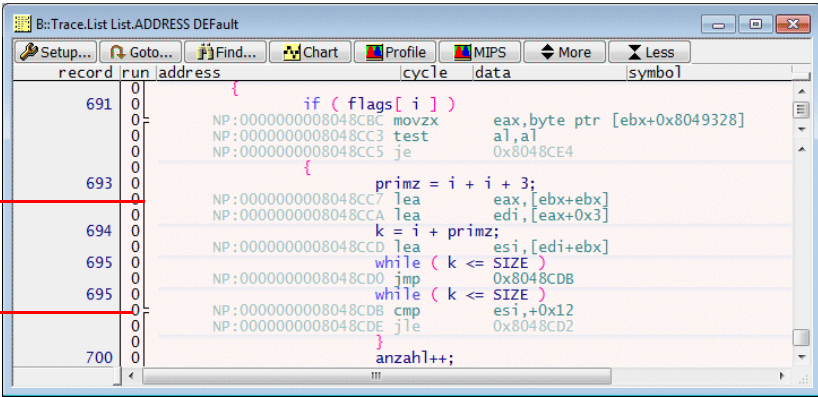 B::Trace.List List.ADDRESS DEFault
Setup... Goto... Find... Chart Profile MIPS More Less
record run address cycle data symbol
0 {
691 0 if ( flags[ i ] )
0 NP:0000000008048CBC movzx eax,byte ptr [ebx+0x8049328]
0 NP:0000000008048CC3 test al,al
0 NP:0000000008048CC5 je 0x8048CE4
0 {
693 0 primz = i + i + 3;
0 NP:0000000008048CC7 lea eax,[ebx+ebx]
0 NP:0000000008048CCA lea edi,[eax+0x3]
694 0 k = i + primz;
0 NP:0000000008048CCD lea esi,[edi+ebx]
695 0 while ( k <= SIZE )
0 NP:0000000008048CD0 jmp 0x8048CDB
695 0 while ( k <= SIZE )
0 NP:0000000008048CDB cmp esi,+0x12
0 NP:0000000008048CDE jle 0x8048CD2
0 }
700 0 anzahl++;